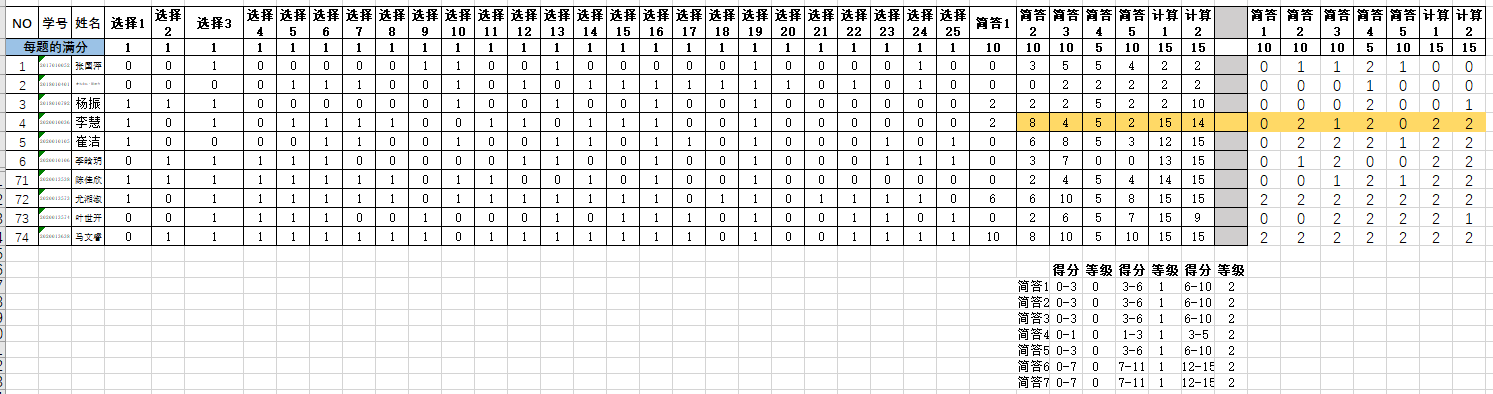 NO 学号 姓名 选择1 选择2 选择3 选择4 选择5 选择6 选择7 选择8 选择9 选择10 选择11 选择12 选择13 选择14 选择15 选择16 选择17 选择18 选择19 选择20 选择21 选择22 选择23 选择24 选择25 简答1 简答2 简答3 简答4 简答5 计算1 计算2 简答1 简答2 简答3 简答4 简答5 计算1 计算2
每题的满分 1 1 1 1 1 1 1 1 1 1 1 1 1 1 1 1 1 1 1 1 1 1 1 1 1 10 10 10 5 10 15 15 10 10 10 5 10 15 15
1 张国萍 0 0 1 0 0 0 0 0 1 1 0 0 1 0 0 0 0 0 1 0 0 0 0 1 0 0 3 5 5 4 2 2 0 1 1 2 1 0 0
2 0 0 0 0 1 1 1 0 0 1 0 1 0 1 1 1 1 1 0 1 0 1 0 1 0 0 0 2 2 2 2 2 0 0 0 1 0 0 0
3 杨振 1 1 1 0 0 0 0 0 0 1 0 0 1 0 0 1 0 0 1 0 0 0 0 0 0 2 2 2 5 2 2 10 0 0 0 2 0 0 1
4 李慧 1 0 1 0 1 1 1 1 0 0 1 1 0 0 1 1 0 0 1 0 0 0 0 0 0 2 8 4 5 2 15 14 0 2 1 2 0 2 2
5 崔洁 1 0 0 0 0 1 1 0 0 1 0 1 1 0 0 1 0 0 0 0 0 0 1 0 1 0 6 8 5 3 12 15 0 2 2 2 1 2 2
6 李晗玥 0 1 1 1 1 1 0 0 0 0 1 1 0 0 0 1 0 0 1 0 0 0 1 1 1 0 3 7 0 0 13 15 0 1 2 0 0 2 2
71 陈佳欣 1 1 1 1 1 1 1 1 0 1 1 0 1 0 1 0 1 0 1 0 0 0 0 0 0 0 2 4 5 4 14 15 0 0 1 2 1 2 2
72 尤湘淑 1 0 1 1 1 1 1 1 1 0 1 1 1 1 1 1 0 1 1 0 1 1 1 1 0 6 6 10 5 8 15 15 2 2 2 2 2 2 2
73 叶世开 0 0 1 1 1 1 0 0 1 0 0 0 1 0 1 1 1 1 1 0 0 0 1 0 1 0 2 6 5 7 15 9 0 0 2 2 2 2 1
74 马文睿 0 1 1 1 1 1 1 1 1 0 1 1 1 1 1 1 1 0 1 0 0 1 1 1 1 10 8 10 5 10 15 15 2 2 2 2 2 2 2
得分 等级 得分 等级 得分 等级
简答1 0-3 0 3-6 1 6-10 2
简答2 0-3 0 3-6 1 6-10 2
简答3 0-3 0 3-6 1 6-10 2
简答4 0-1 0 1-3 1 3-5 2
简答5 0-3 0 3-6 1 6-10 2
简答6 0-7 0 7-11 1 12-15 2
简答7 0-7 0 7-11 1 12-15 2